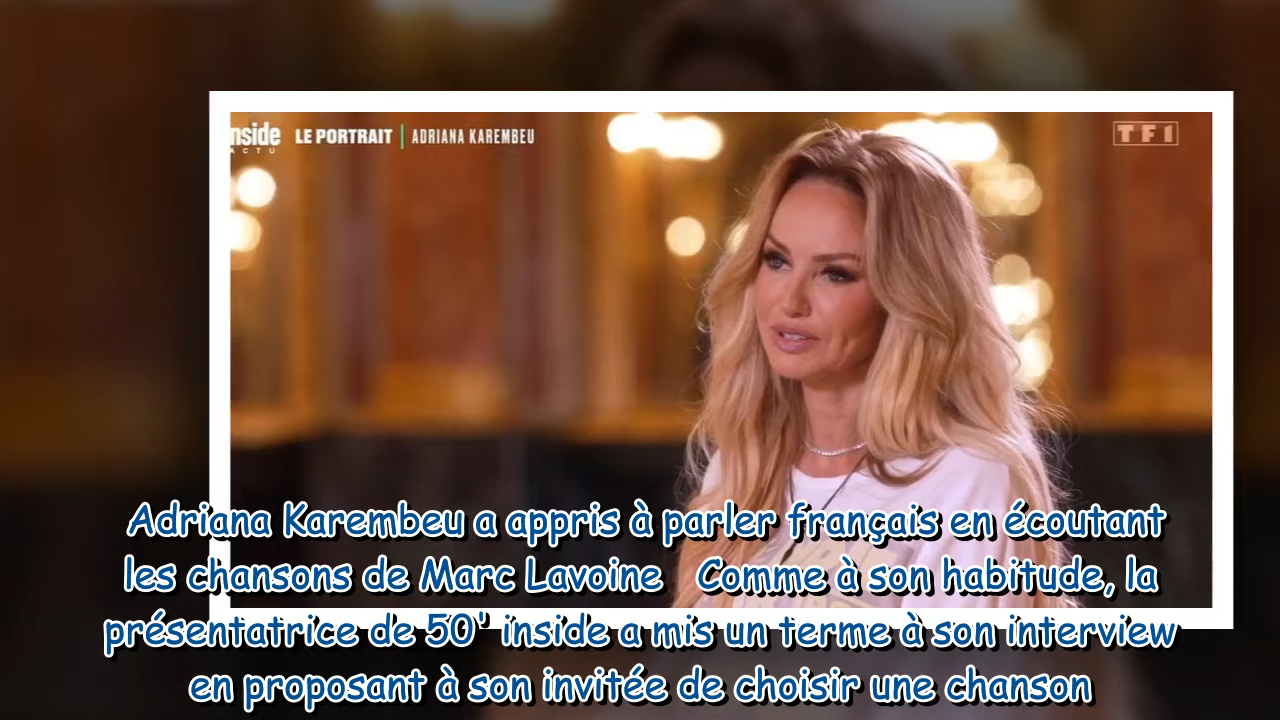 nside LE PORTRAIT | ADRIANA KAREMBEU
ACTU
TF1
Adriana Karembeu a appris à parler français en écoutant
les chansons de Marc Lavoine   Comme à son habitude, la
présentatrice de 50' inside a mis un terme à son interview
en proposant à son invitée de choisir une chanson